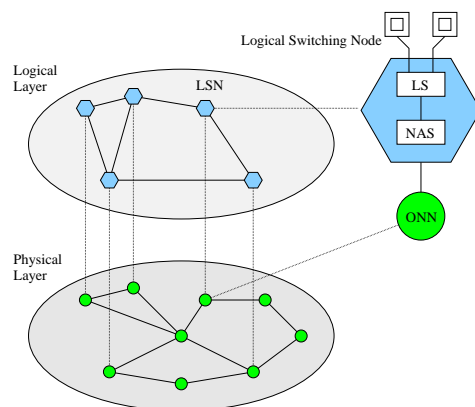 Logical Switching Node
Logical
Layer
LSN
LS
NAS
ONN
Physical
Layer